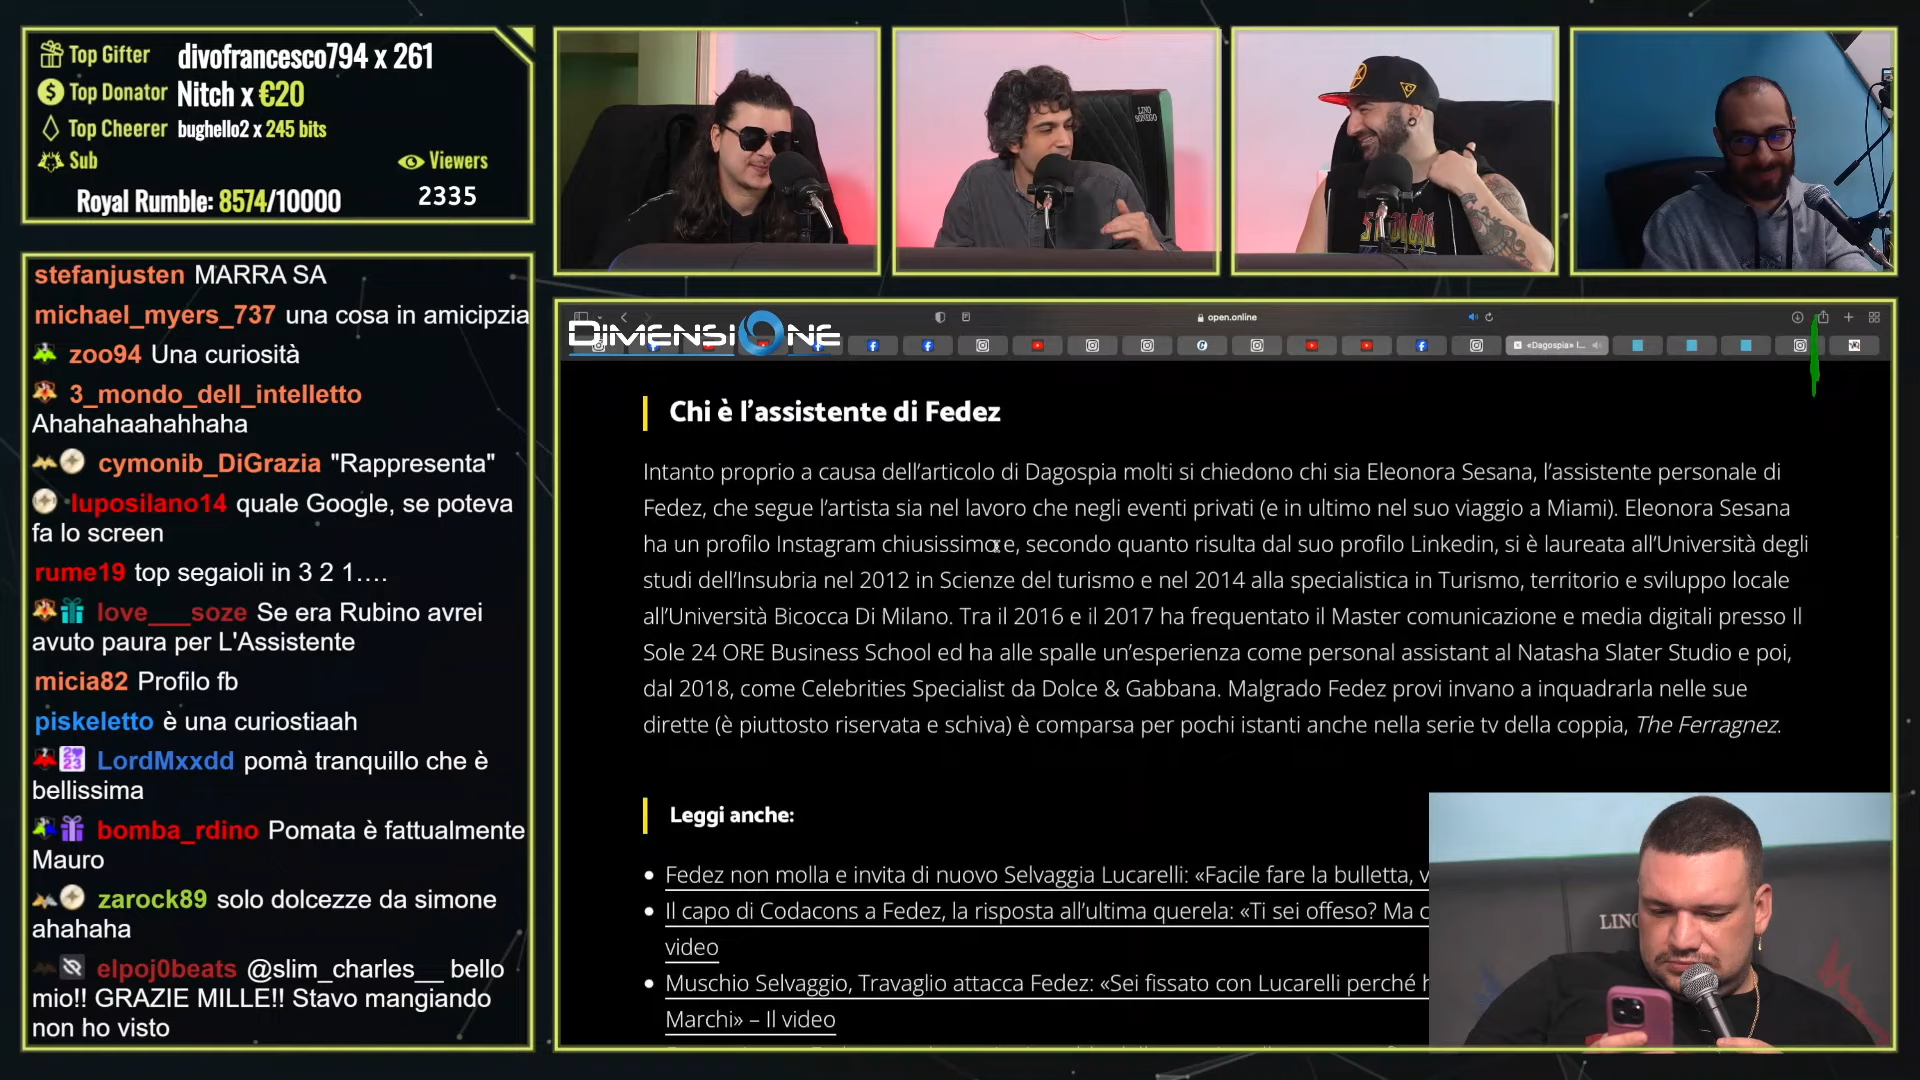 Top Gifter divofrancesco794 x 261
Top Donator Nitch x €20
Top Cheerer bughello2 x 245 bits
Sub
Viewers
Royal Rumble: 8574/10000
2335
stefanjusten MARRA SA
michael_myers_737 una cosa in amicipzia
zoo94 Una curiosità
3_mondo_dell_intelletto
Ahahahaahahhaha
cymonib_DiGrazia "Rappresenta"
luposilano14 quale Google, se poteva
fa lo screen
rume19 top segaioli in 3 2 1....
love___soze Se era Rubino avrei
avuto paura per L'Assistente
micia82 Profilo fb
piskeletto è una curiostiaah
LordMxxdd pomà tranquillo che è
bellissima
bomba_rdino Pomata è fattualmente
Mauro
zarock89 solo dolcezze da simone
ahahaha
elpoj0beats @slim_charles__ bello
mio!! GRAZIE MILLE!! Stavo mangiando
non ho visto
LINO
SONEGO
DIMENSIONE
open.online
«Dagospia» l...
Chi è l'assistente di Fedez
Intanto proprio a causa dell'articolo di Dagospia molti si chiedono chi sia Eleonora Sesana, l'assistente personale di
Fedez, che segue l'artista sia nel lavoro che negli eventi privati (e in ultimo nel suo viaggio a Miami). Eleonora Sesana
ha un profilo Instagram chiusissimo e, secondo quanto risulta dal suo profilo Linkedin, si è laureata all'Università degli
studi dell'Insubria nel 2012 in Scienze del turismo e nel 2014 alla specialistica in Turismo, territorio e sviluppo locale
all'Università Bicocca Di Milano. Tra il 2016 e il 2017 ha frequentato il Master comunicazione e media digitali presso Il
Sole 24 ORE Business School ed ha alle spalle un'esperienza come personal assistant al Natasha Slater Studio e poi,
dal 2018, come Celebrities Specialist da Dolce & Gabbana. Malgrado Fedez provi invano a inquadrarla nelle sue
dirette (è piuttosto riservata e schiva) è comparsa per pochi istanti anche nella serie tv della coppia, The Ferragnez.
Leggi anche:
Fedez non molla e invita di nuovo Selvaggia Lucarelli: «Facile fare la bulletta, v
Il capo di Codacons a Fedez, la risposta all'ultima querela: «Ti sei offeso? Ma c
video
Muschio Selvaggio, Travaglio attacca Fedez: «Sei fissato con Lucarelli perché h
Marchi» – Il video
LINO